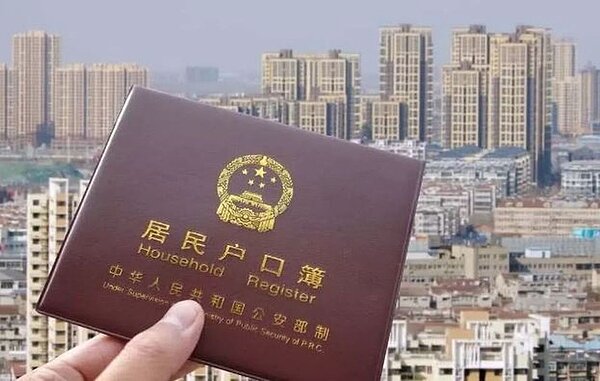 居民户口簿
Household Register
中华人民共和国公安部制
Under Supervision Ministry of Public Security of P.R.C.